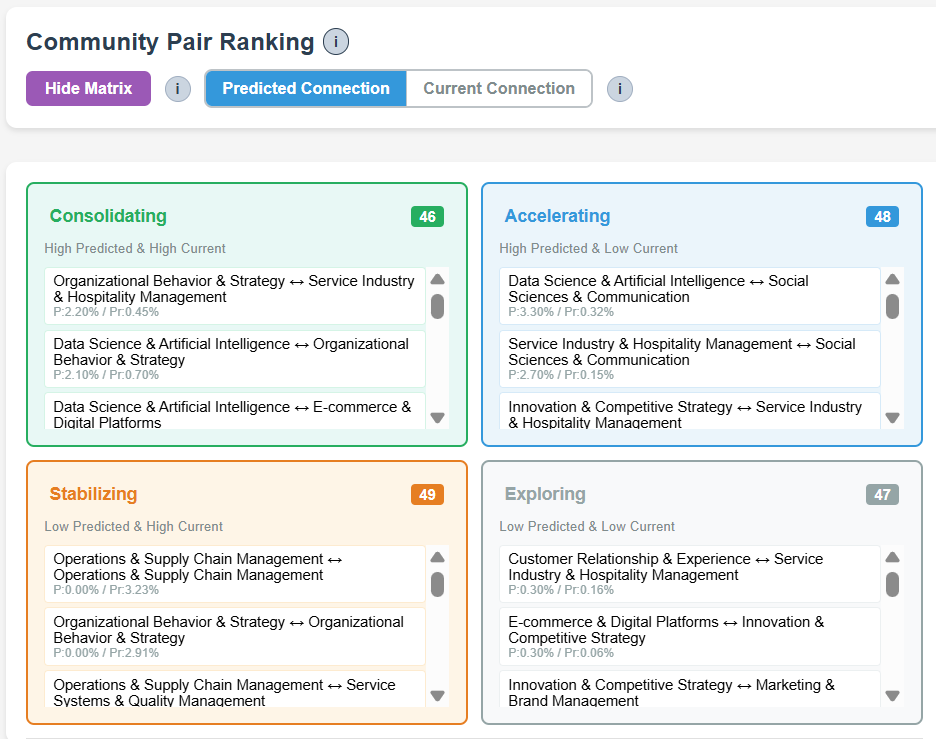 Community Pair Ranking i
Hide Matrix i Predicted Connection Current Connection i
Consolidating 46
High Predicted & High Current
Organizational Behavior & Strategy ↔ Service Industry
& Hospitality Management
P:2.20% / Pr:0.45%
Data Science & Artificial Intelligence ↔ Organizational
Behavior & Strategy
P:2.10% / Pr:0.70%
Data Science & Artificial Intelligence ↔ E-commerce &
Digital Platforms
Accelerating 48
High Predicted & Low Current
Data Science & Artificial Intelligence ↔ Social
Sciences & Communication
P:3.30% / Pr:0.32%
Service Industry & Hospitality Management ↔ Social
Sciences & Communication
P:2.70% / Pr:0.15%
Innovation & Competitive Strategy ↔ Service Industry
& Hospitality Management
Stabilizing 49
Low Predicted & High Current
Operations & Supply Chain Management ↔
Operations & Supply Chain Management
P:0.00% / Pr:3.23%
Organizational Behavior & Strategy ↔ Organizational
Behavior & Strategy
P:0.00% / Pr:2.91%
Operations & Supply Chain Management ↔ Service
Systems & Quality Management
Exploring 47
Low Predicted & Low Current
Customer Relationship & Experience ↔ Service
Industry & Hospitality Management
P:0.30% / Pr:0.16%
E-commerce & Digital Platforms ↔ Innovation &
Competitive Strategy
P:0.30% / Pr:0.06%
Innovation & Competitive Strategy ↔ Marketing &
Brand Management